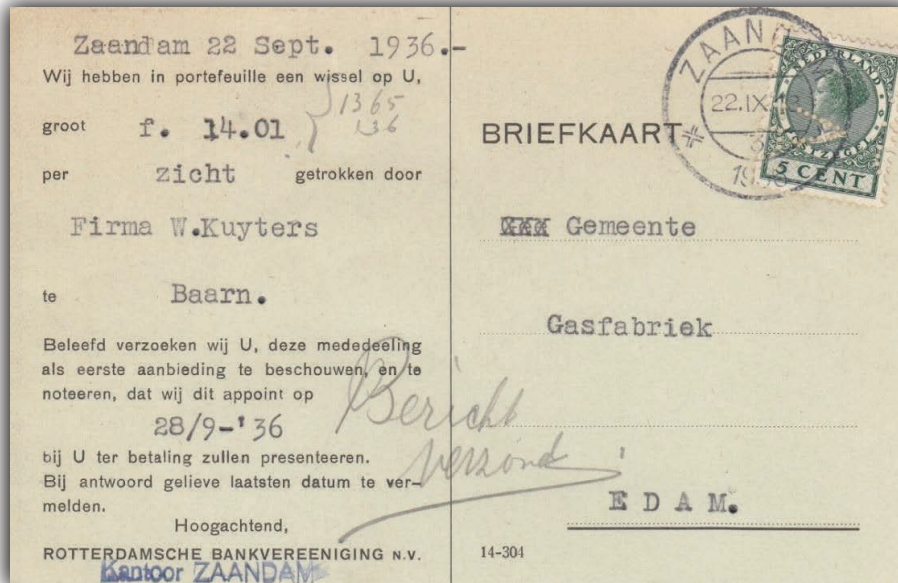 Zaandam 22 Sept. 1936.-
Wij hebben in portefeuille een wissel op U,
1365
136
groot f. 14.01
per zicht getrokken door
Firma W.Kuyters
te Baarn.
Beleefd verzoeken wij U, deze mededeeling
als eerste aanbieding te beschouwen, en te
noteeren, dat wij dit appoint op
28/9-'36
bij U ter betaling zullen presenteeren.
Bij antwoord gelieve laatsten datum te ver-
melden.
Hoogachtend,
ROTTERDAMSCHE BANKVEREENIGING N.V.
Kantoor ZAANDAM
Bericht
verzond
BRIEFKAART
22.IX
1936
NEDERLAND
POSTZEGEL
5 CENT
Gemeente
Gasfabriek
EDAM.
14-304